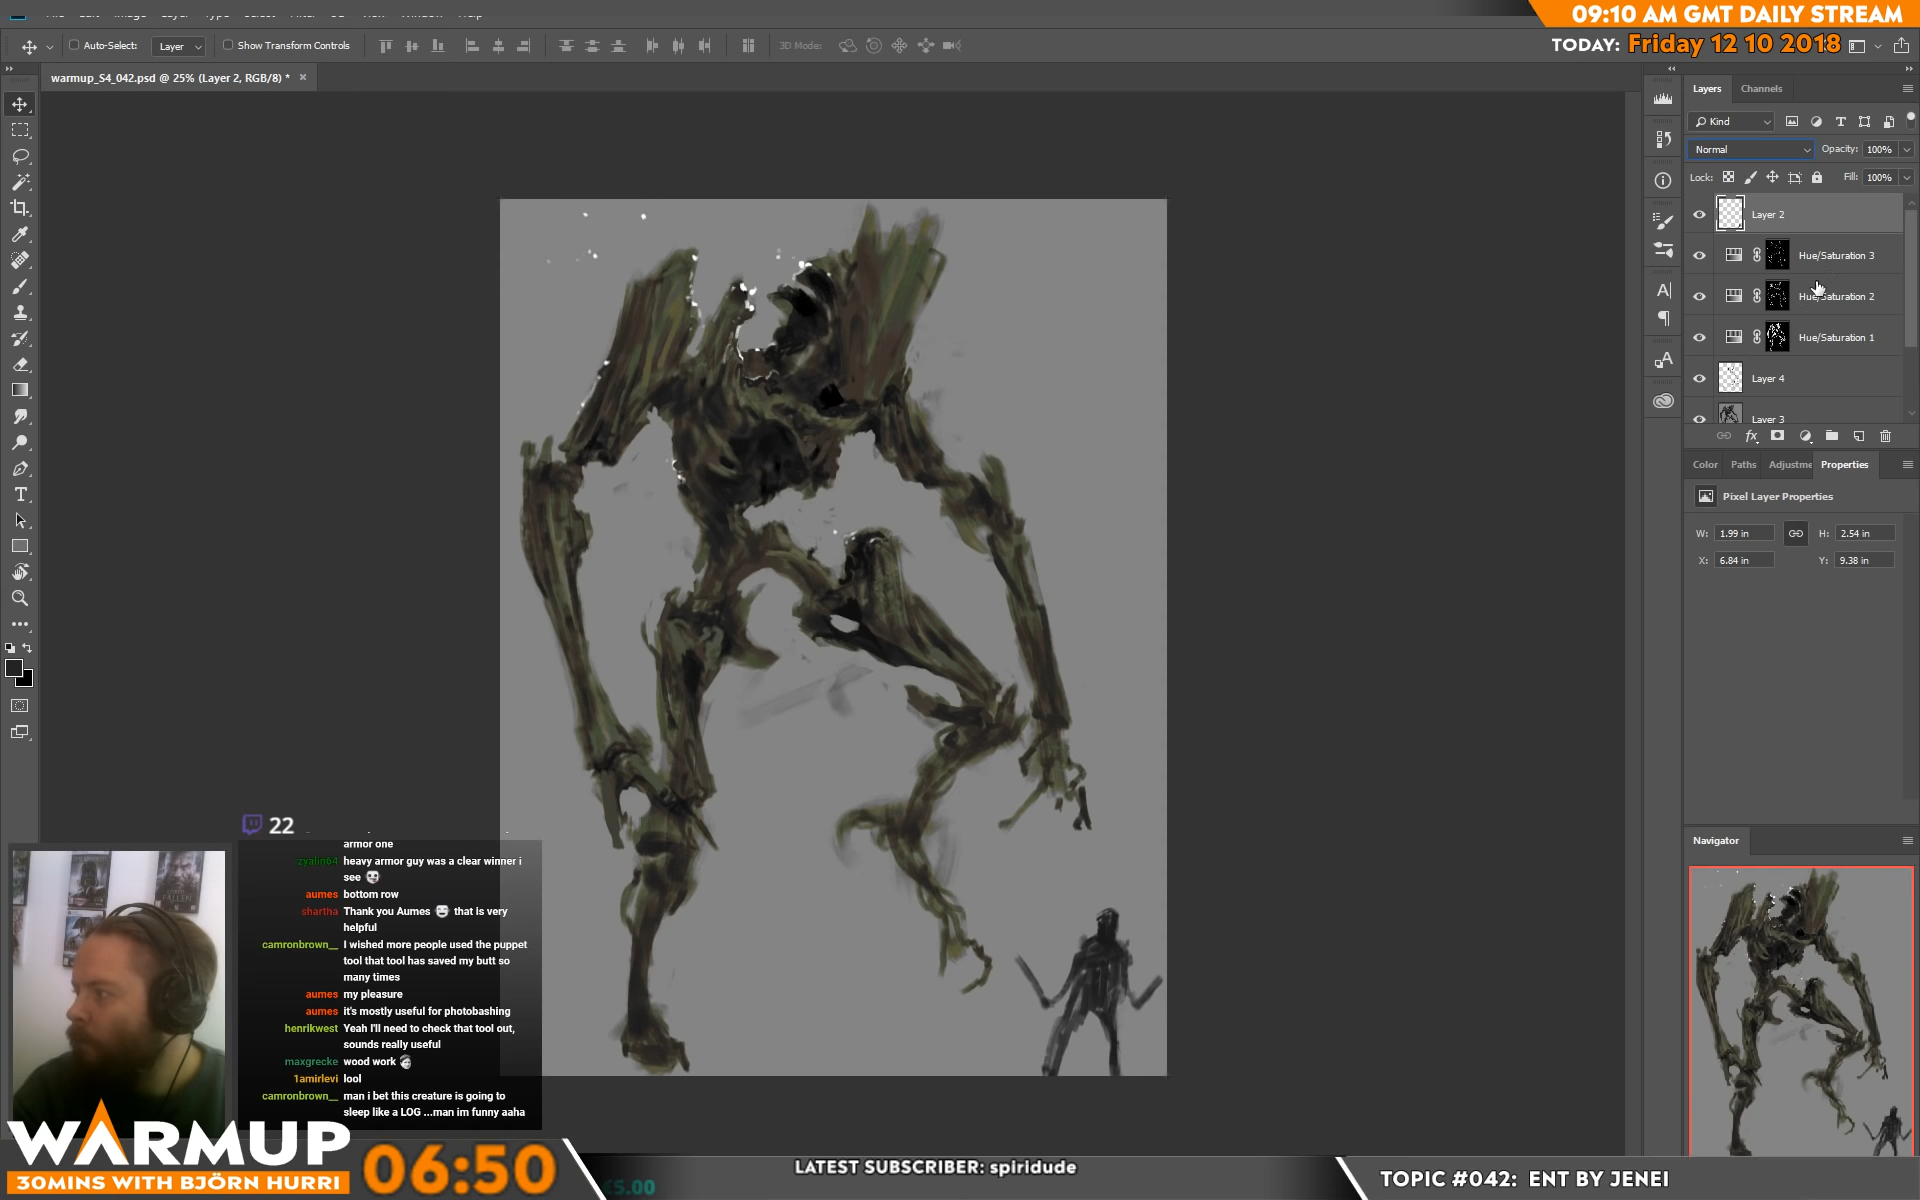 09:10 AM GMT DAILY STREAM
TODAY: Friday 12 10 2018
Auto-Select: Layer Show Transform Controls 3D Mode:
warmup_S4_042.psd @ 25% (Layer 2, RGB/8) * ×
Layers Channels
Kind
Normal Opacity: 100%
Lock: Fill: 100%
Layer 2
Hue/Saturation 3
Hue/Saturation 2
Hue/Saturation 1
Layer 4
Layer 3
Color Paths Adjustme Properties
Pixel Layer Properties
W: 1.99 in H: 2.54 in
X: 6.84 in Y: 9.38 in
Navigator
22
armor one
zyalin64 heavy armor guy was a clear winner i
see
aumes bottom row
shartha Thank you Aumes that is very
helpful
camronbrown__ I wished more people used the puppet
tool that tool has saved my butt so
many times
aumes my pleasure
aumes it's mostly useful for photobashing
henrikwest Yeah I'll need to check that tool out,
sounds really useful
maxgrecke wood work
1amirlevi lool
camronbrown__ man i bet this creature is going to
sleep like a LOG ...man im funny aaha
WARMUP
30MINS WITH BJÖRN HURRI
06:50
LATEST SUBSCRIBER: spiridude
€5.00
TOPIC #042: ENT BY JENEI